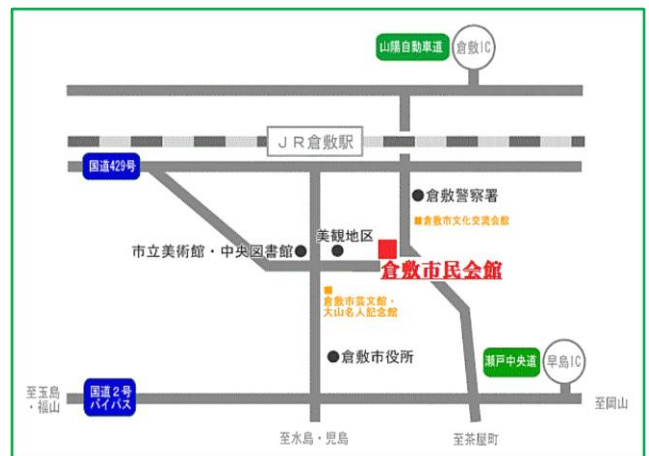 山陽自動車道
倉敷IC
ＪＲ倉敷駅
国道429号
倉敷警察署
■倉敷市文化交流会館
美観地区
市立美術館・中央図書館
倉敷市民会館
■
倉敷市芸文館・
大山名人記念館
倉敷市役所
瀬戸中央道
早島IC
至玉島
・福山
国道２号
バイパス
至岡山
至水島・児島
至茶屋町